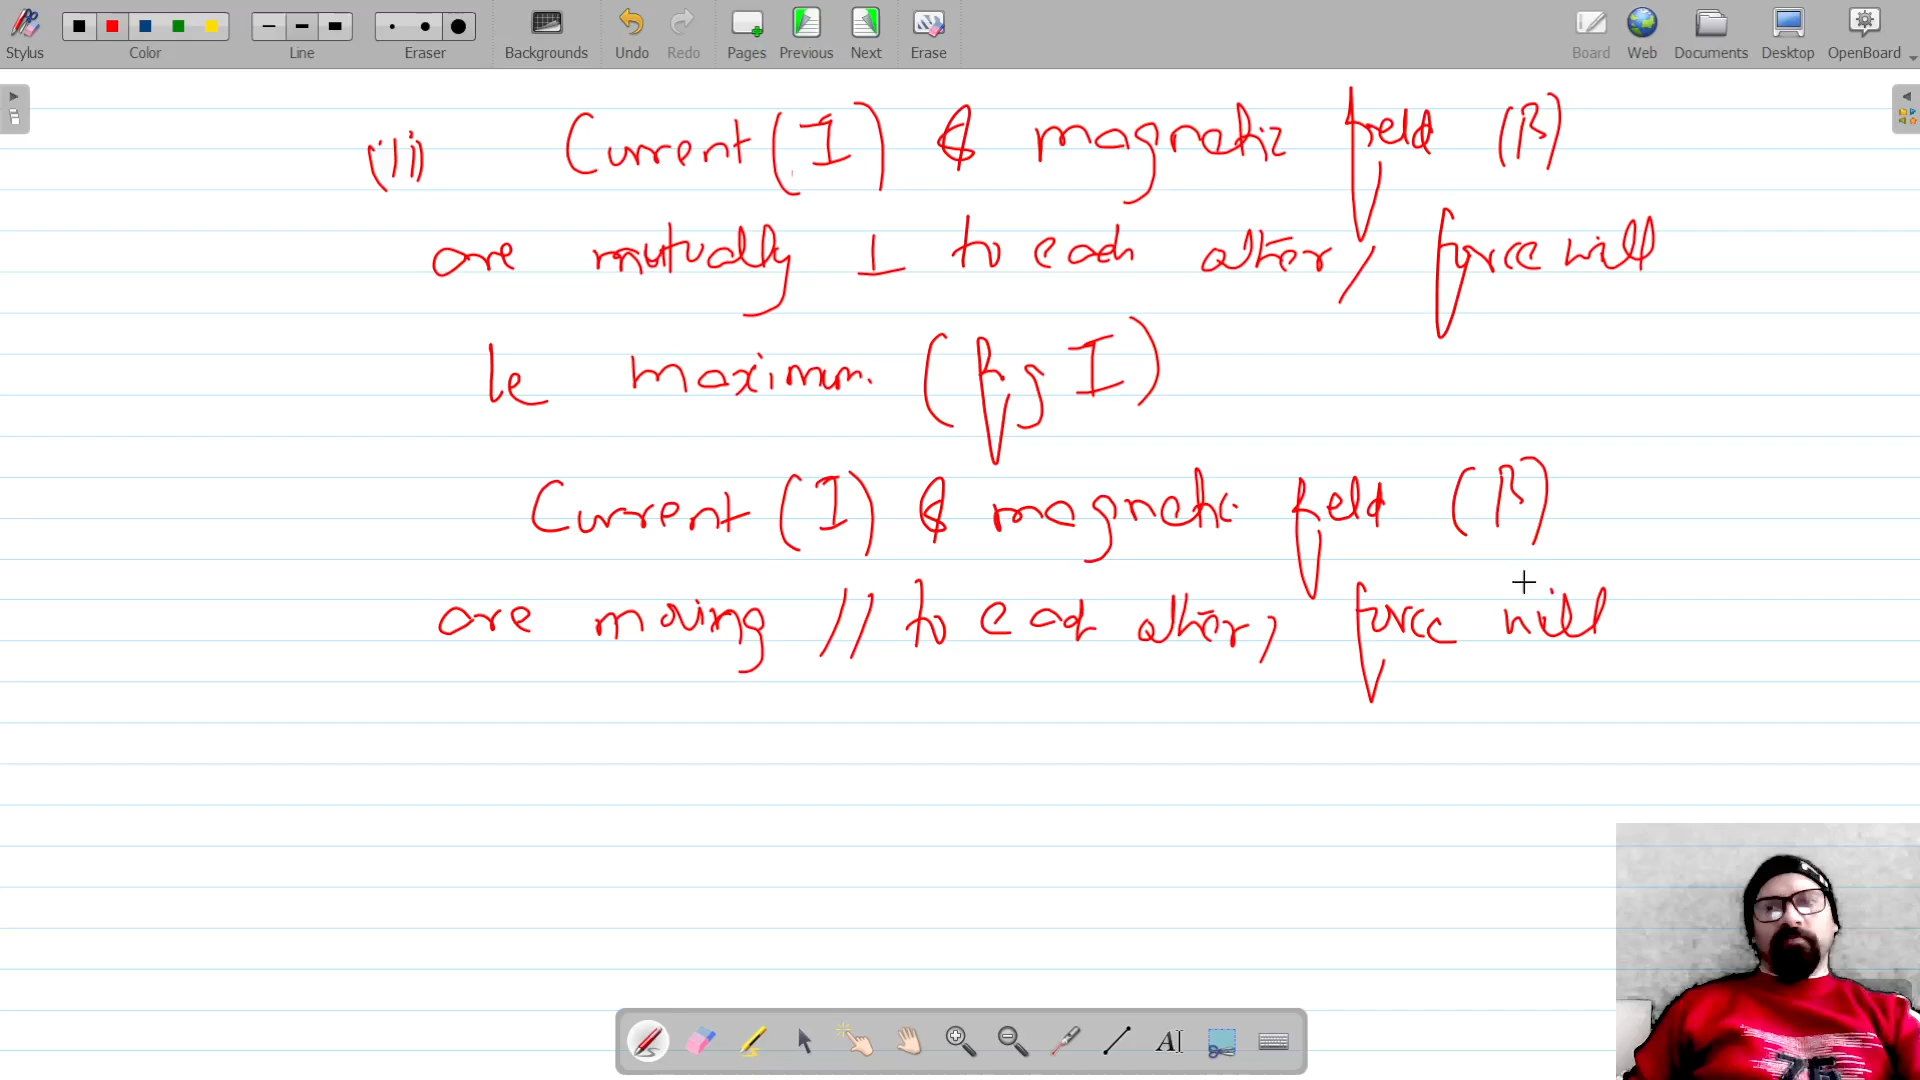 Stylus Color Line Eraser Backgrounds Undo Redo Pages Previous Next Erase Board Web Documents Desktop OpenBoard
(ii) Current (I) & magnetic field (B)
are mutually ⊥ to each other, force will
be maximum. (fig I)
Current (I) & magnetic field (B)
are moving // to each other, force will